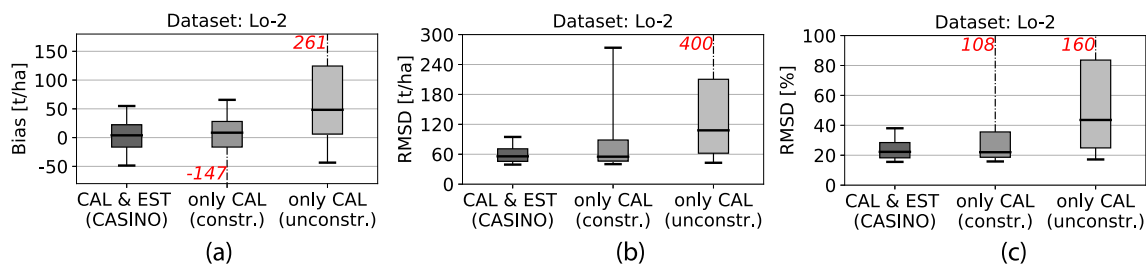 Dataset: Lo-2
Bias [t/ha]
150
100
50
0
-50
261
-147
CAL & EST (CASINO)
only CAL (constr.)
only CAL (unconstr.)
(a)
Dataset: Lo-2
RMSD [t/ha]
300
240
180
120
60
0
400
CAL & EST (CASINO)
only CAL (constr.)
only CAL (unconstr.)
(b)
Dataset: Lo-2
RMSD [%]
100
80
60
40
20
0
108
160
CAL & EST (CASINO)
only CAL (constr.)
only CAL (unconstr.)
(c)